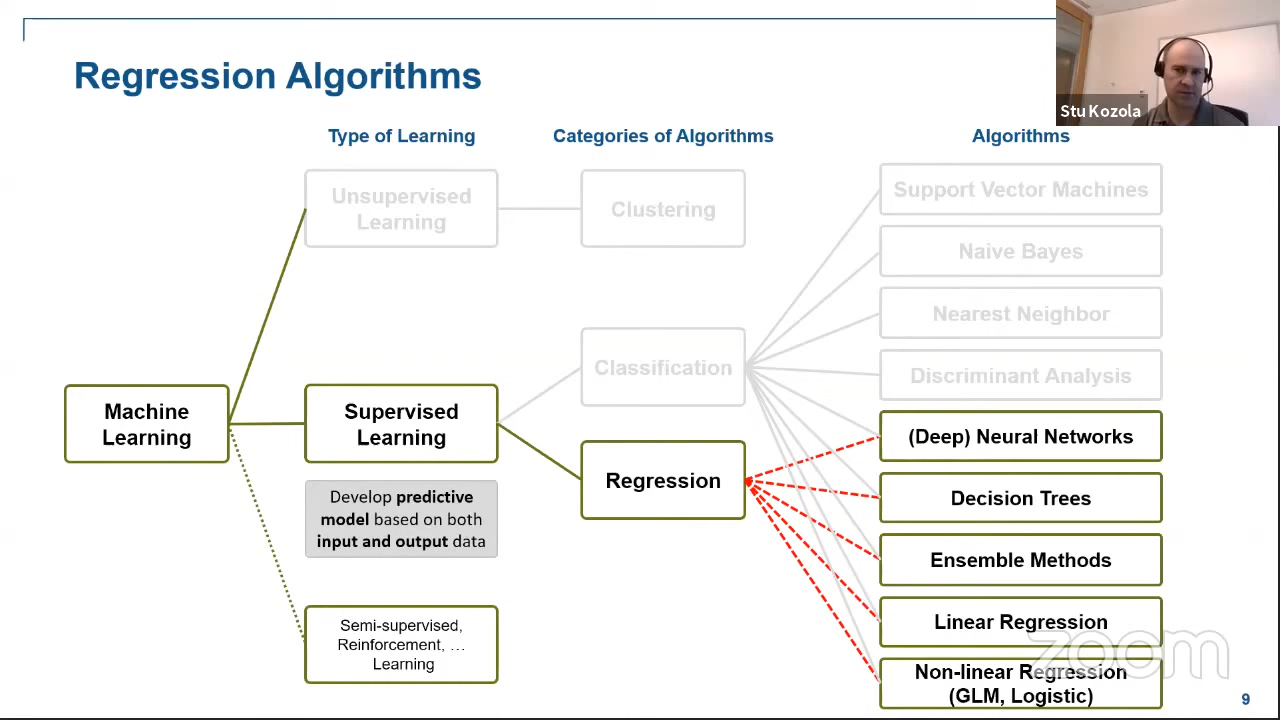 Regression Algorithms
Stu Kozola
Type of Learning
Categories of Algorithms
Algorithms
Unsupervised
Learning
Clustering
Support Vector Machines
Naive Bayes
Nearest Neighbor
Classification
Discriminant Analysis
Machine
Learning
Supervised
Learning
(Deep) Neural Networks
Regression
Decision Trees
Develop predictive
model based on both
input and output data
Ensemble Methods
Linear Regression
Semi-supervised,
Reinforcement, …
Learning
Non-linear Regression
(GLM, Logistic)
zoom
9